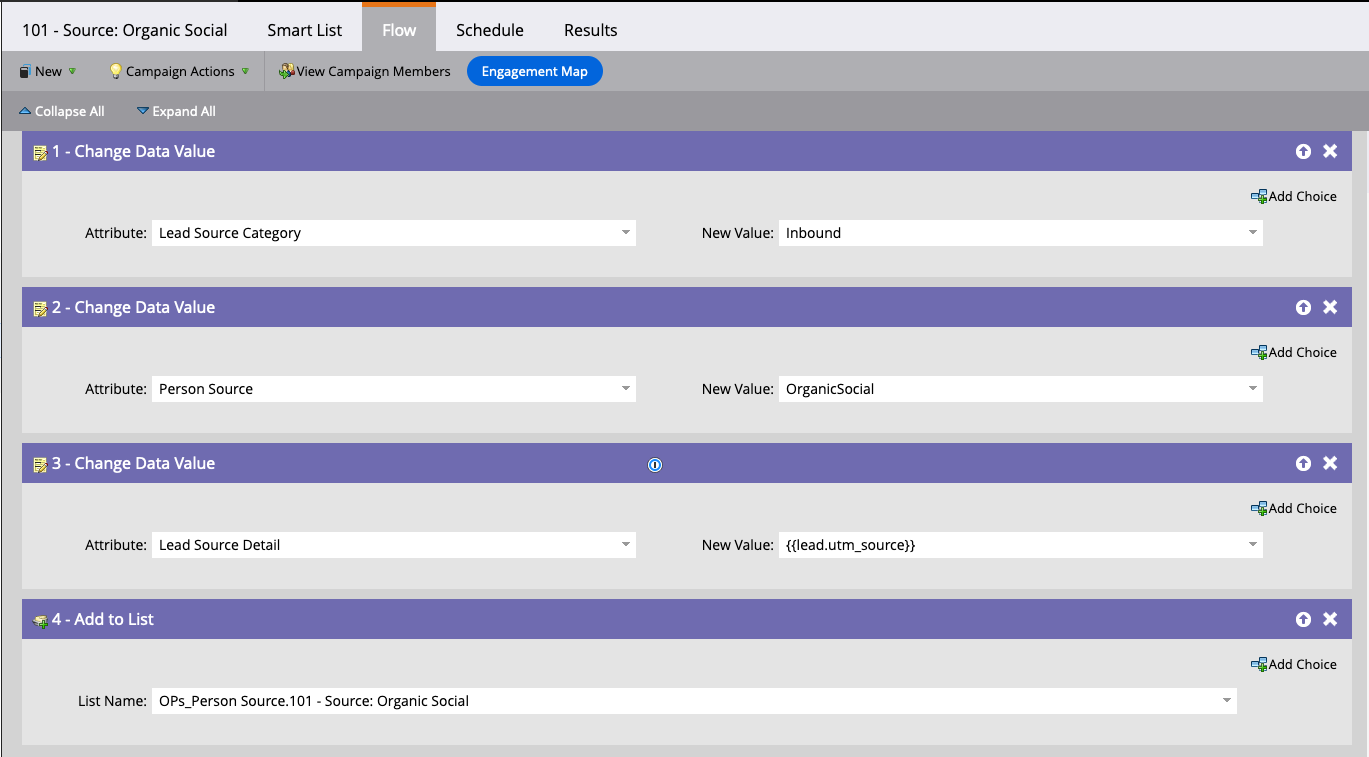 101 - Source: Organic Social Smart List Flow Schedule Results
New Campaign Actions View Campaign Members Engagement Map
Collapse All Expand All
1 - Change Data Value
Add Choice
Attribute: Lead Source Category New Value: Inbound
2 - Change Data Value
Add Choice
Attribute: Person Source New Value: OrganicSocial
3 - Change Data Value
Add Choice
Attribute: Lead Source Detail New Value: {{lead.utm_source}}
4 - Add to List
Add Choice
List Name: OPs_Person Source.101 - Source: Organic Social